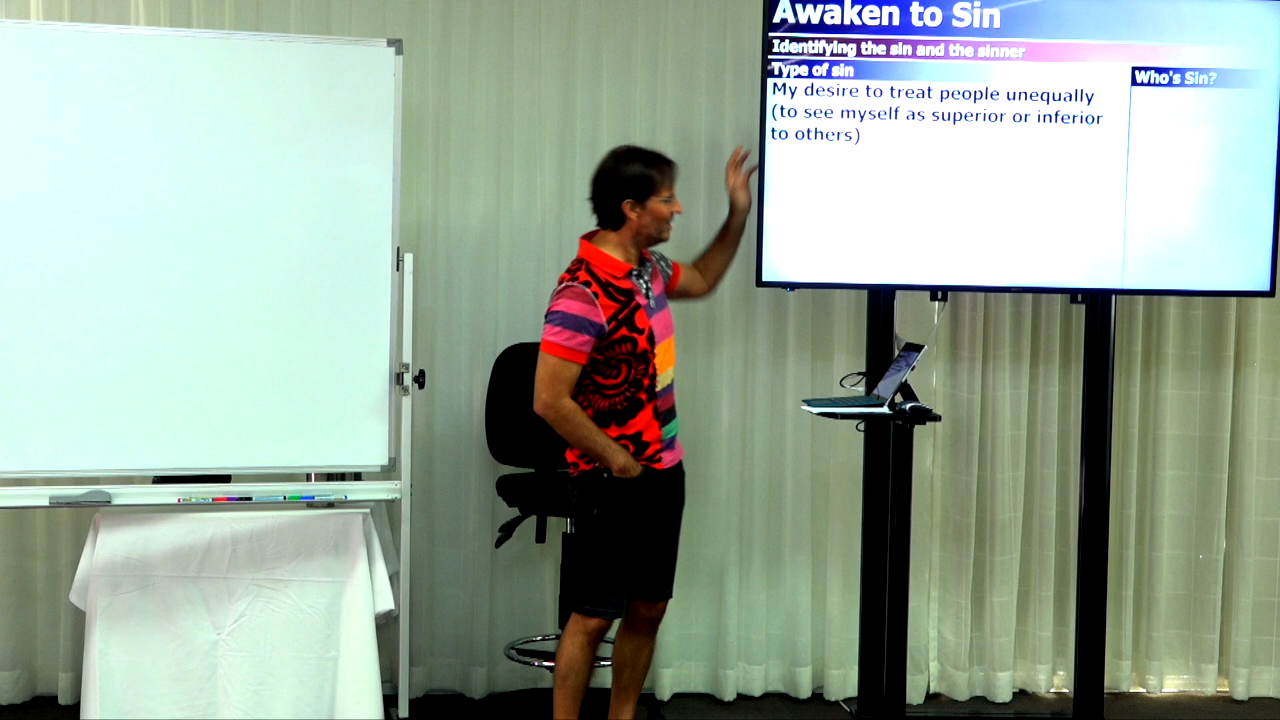 Awaken to Sin
Identifying the sin and the sinner
Type of sin
Who's Sin?
My desire to treat people unequally
(to see myself as superior or inferior
to others)